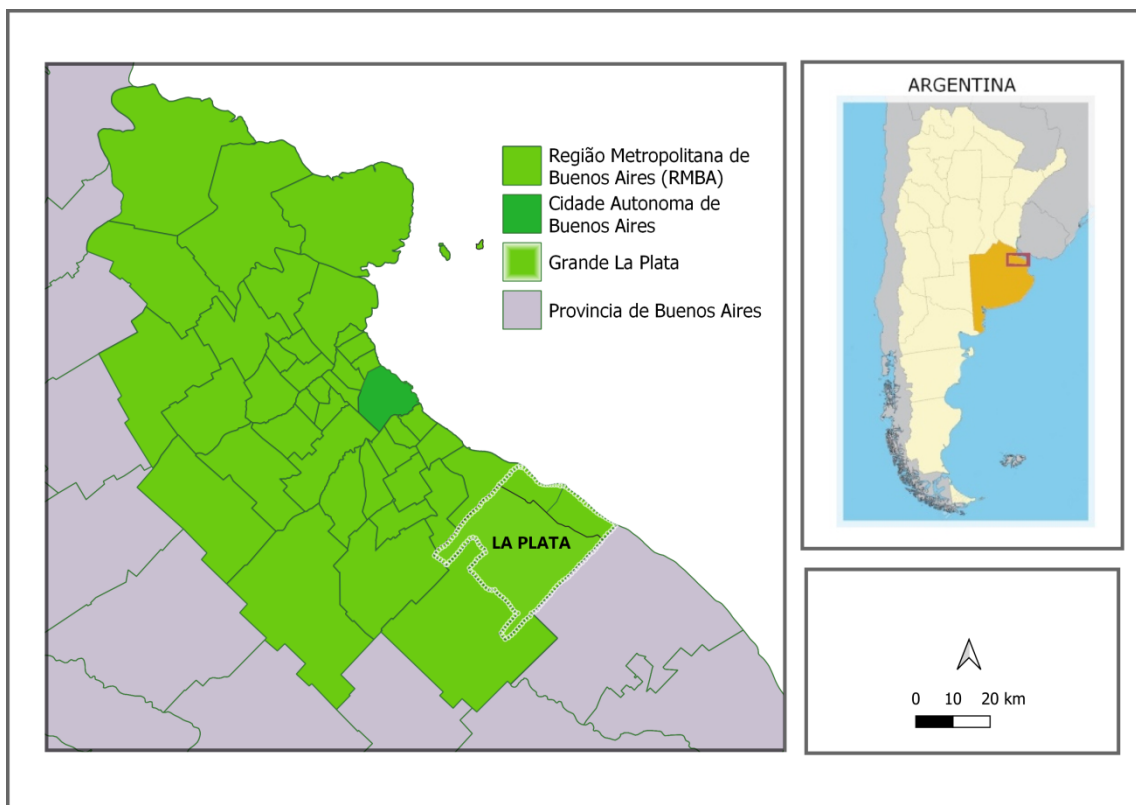 Região Metropolitana de
Buenos Aires (RMBA)
Cidade Autonoma de
Buenos Aires
Grande La Plata
Provincia de Buenos Aires
LA PLATA
ARGENTINA
0 10 20 km